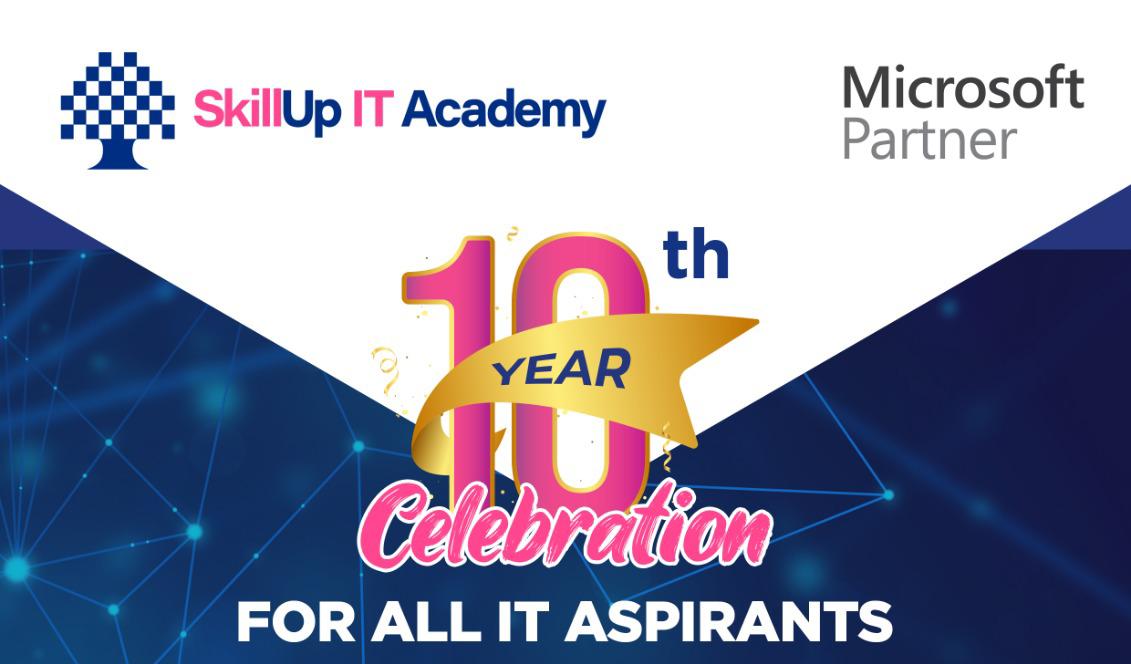 SkillUp IT Academy
Microsoft
Partner
10th
YEAR
Celebration
FOR ALL IT ASPIRANTS